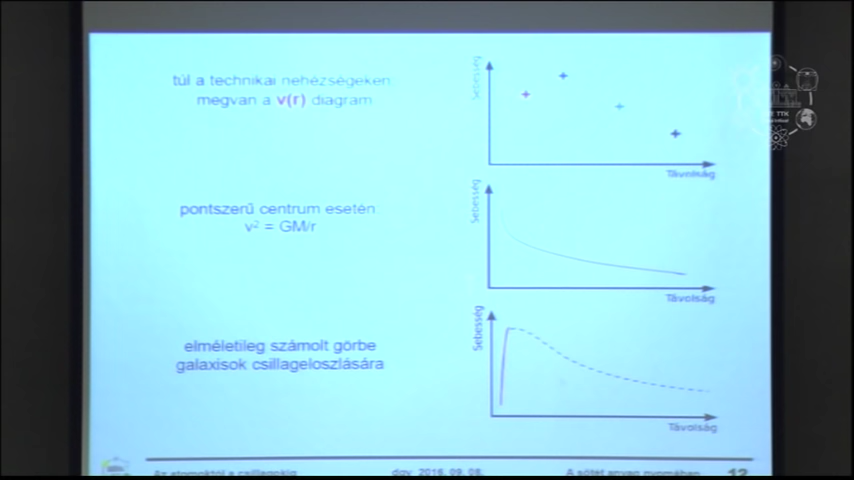 túl a technikai nehézségeken
megvan a v(r) diagram
Sebesség
Távolság
pontszerű centrum esetén
v² = GM/r
Sebesség
Távolság
elméletileg számolt görbe
galaxisok csillageloszlására
Sebesség
Távolság
Az atomoktól a csillagokig
dgy 2016. 09. 08.
A sötét anyag nyomában
12
TTK